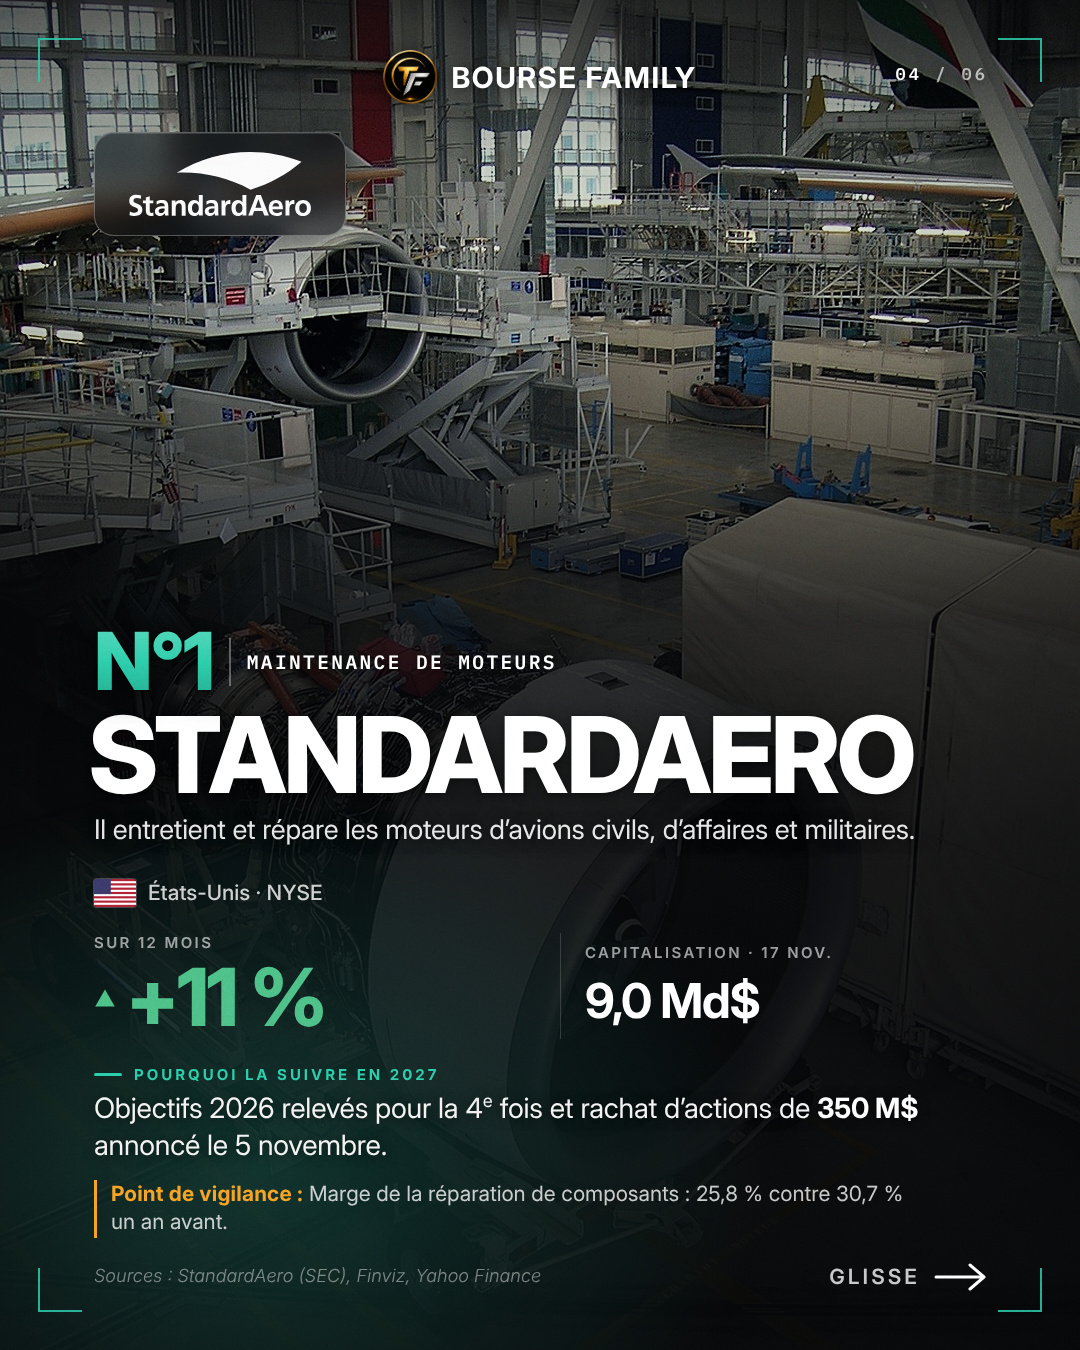 BOURSE FAMILY
04 / 06
StandardAero
N°1
MAINTENANCE DE MOTEURS
STANDARDAERO
Il entretient et répare les moteurs d’avions civils, d’affaires et militaires.
États-Unis · NYSE
SUR 12 MOIS
+11 %
CAPITALISATION · 17 NOV.
9,0 Md$
POURQUOI LA SUIVRE EN 2027
Objectifs 2026 relevés pour la 4e fois et rachat d’actions de 350 M$
annoncé le 5 novembre.
Point de vigilance : Marge de la réparation de composants : 25,8 % contre 30,7 %
un an avant.
Sources : StandardAero (SEC), Finviz, Yahoo Finance
GLISSE